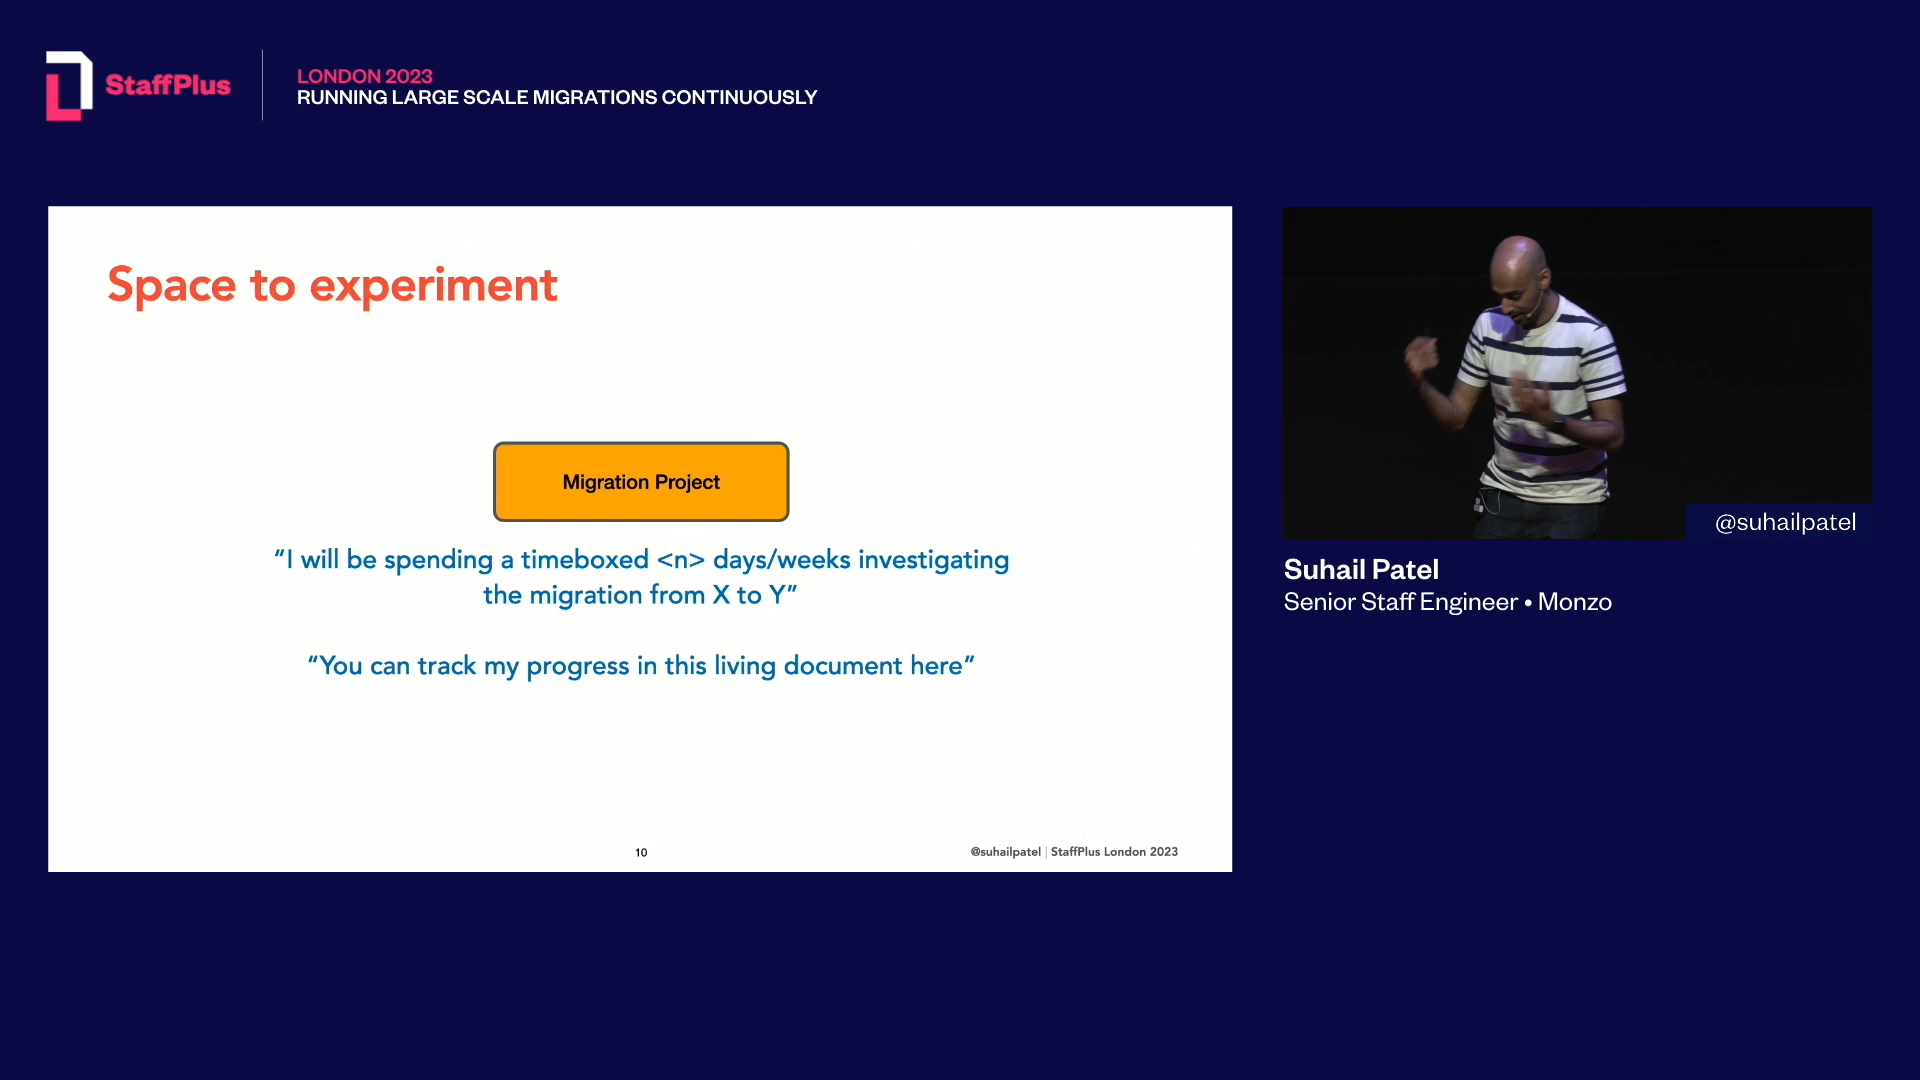 StaffPlus
LONDON 2023
RUNNING LARGE SCALE MIGRATIONS CONTINUOUSLY
Space to experiment
Migration Project
“I will be spending a timeboxed <n> days/weeks investigating
the migration from X to Y”
“You can track my progress in this living document here”
10
@suhailpatel | StaffPlus London 2023
@suhailpatel
Suhail Patel
Senior Staff Engineer • Monzo